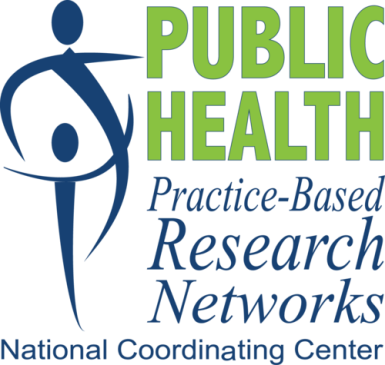 PUBLIC
HEALTH
Practice-Based
Research
Networks
National Coordinating Center